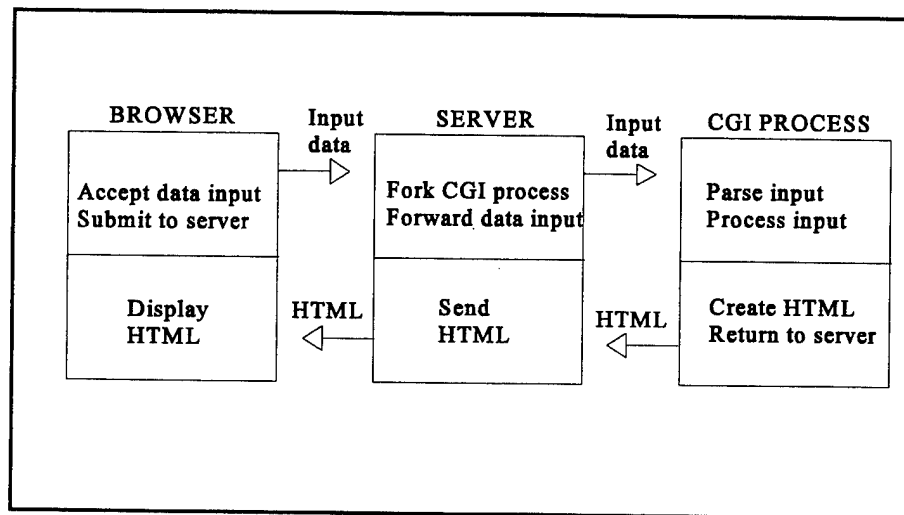 BROWSER
Input
data
SERVER
Input
data
CGI PROCESS
Accept data input
Submit to server
Fork CGI process
Forward data input
Parse input
Process input
Display
HTML
HTML
Send
HTML
HTML
Create HTML
Return to server